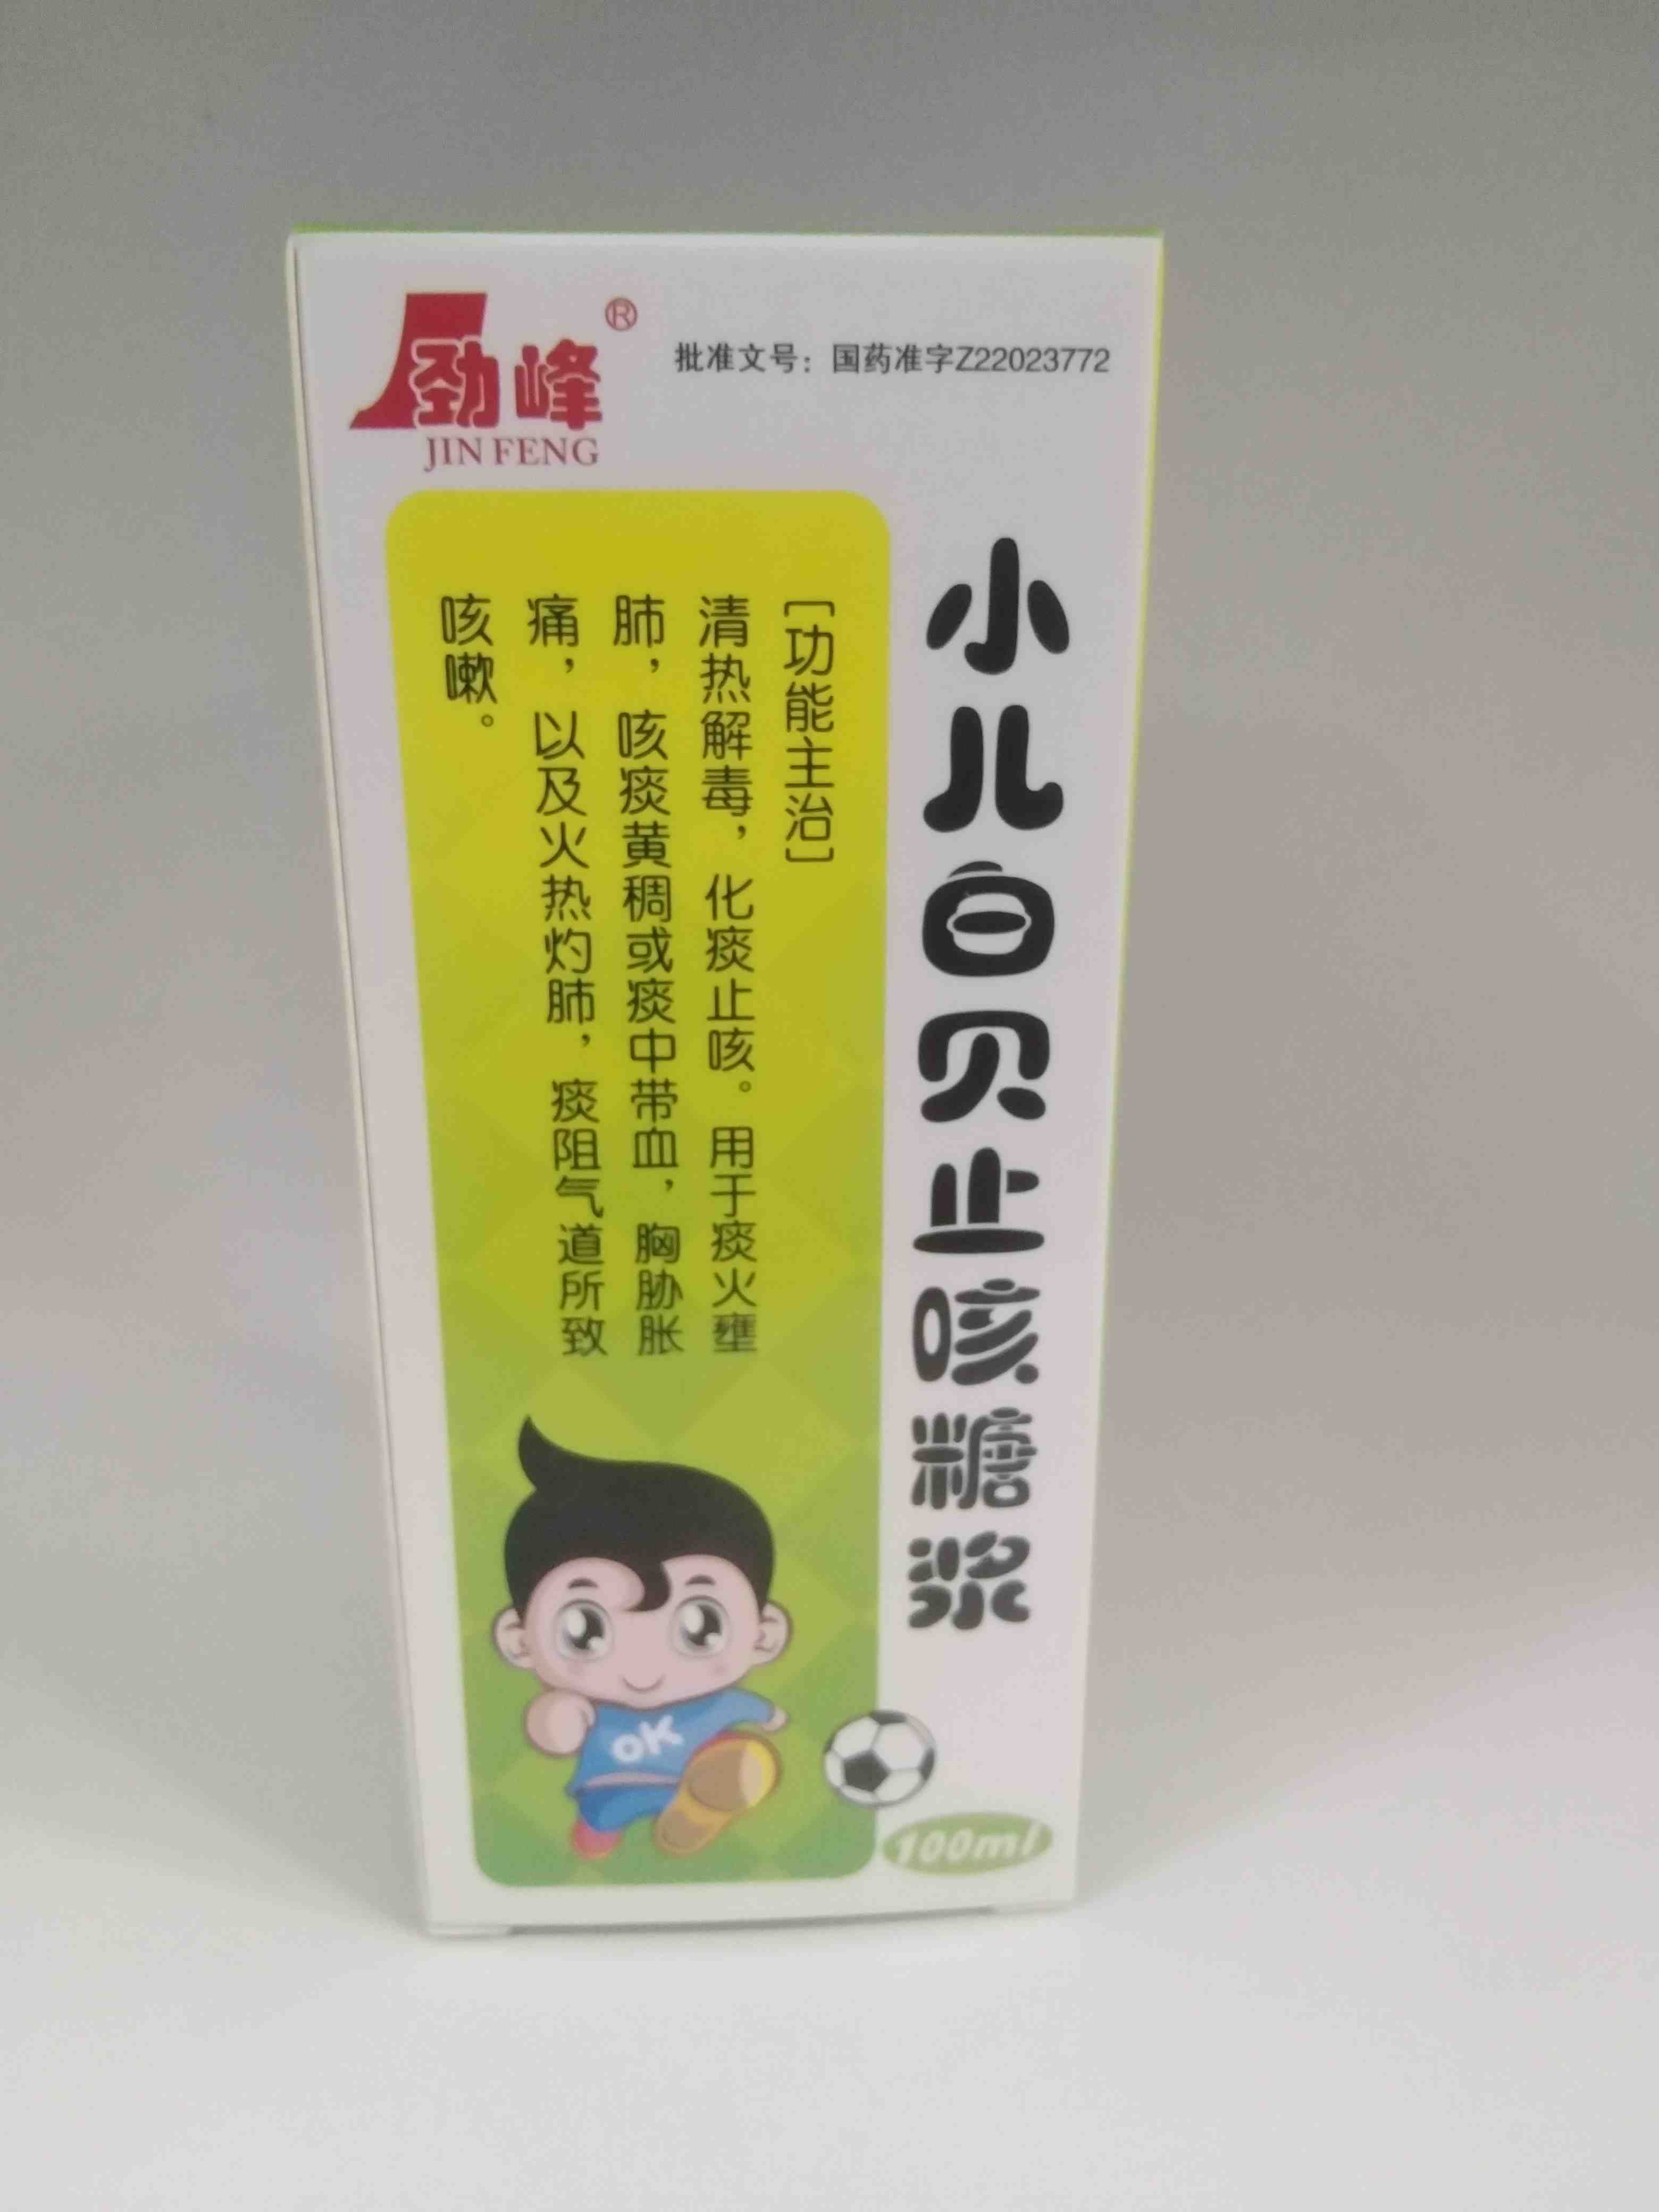 劲峰®
JIN FENG
批准文号：国药准字Z22023772
小儿白贝止咳糖浆
[功能主治]
清热解毒，化痰止咳。用于痰火壅
肺，咳痰黄稠或痰中带血，胸胁胀
痛，以及火热灼肺，痰阻气道所致
咳嗽。
OK
100ml